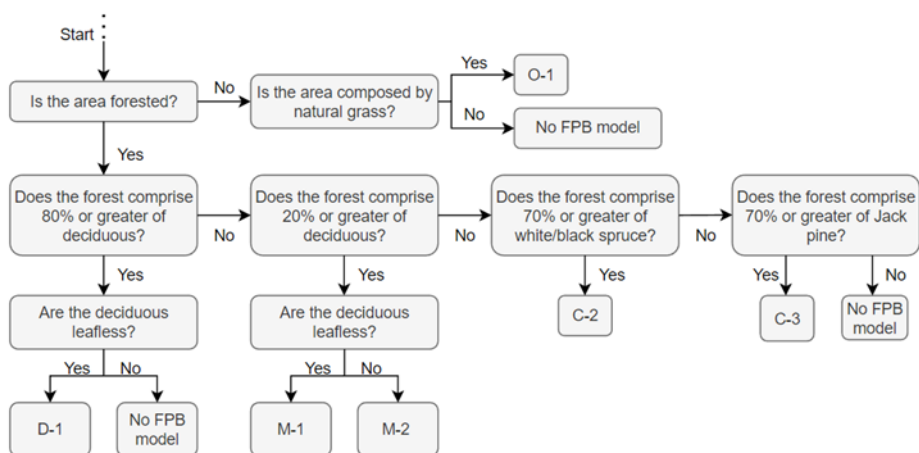 Start
Is the area forested?
No
Is the area composed by
natural grass?
Yes
O-1
No
No FPB model
Yes
Does the forest comprise
80% or greater of
deciduous?
No
Does the forest comprise
20% or greater of
deciduous?
No
Does the forest comprise
70% or greater of
white/black spruce?
No
Does the forest comprise
70% or greater of Jack
pine?
Yes
Yes
Yes
Yes
No
Are the deciduous
leafless?
Are the deciduous
leafless?
C-2
C-3
No FPB
model
Yes
No
Yes
No
D-1
No FPB
model
M-1
M-2